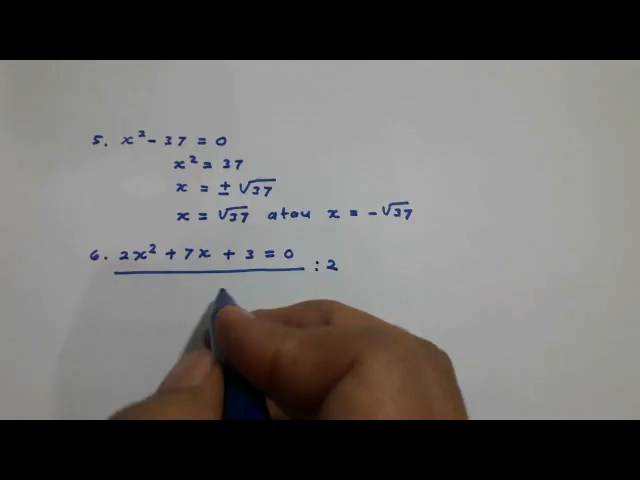 5. x² - 37 = 0
x² = 37
x = ± √37
x = √37 atau x = -√37
6. 2x² + 7x + 3 = 0 : 2